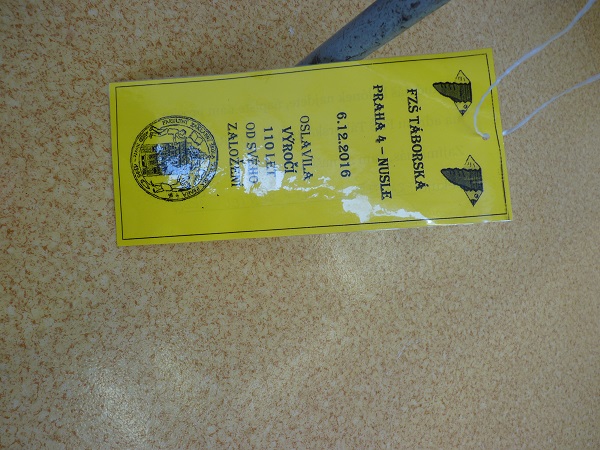 FZŠ TÁBORSKÁ
PRAHA 4 – NUSLE
6.12.2016
OSLAVILA
VÝROČÍ
110 LET
OD SVÉHO
ZALOŽENÍ